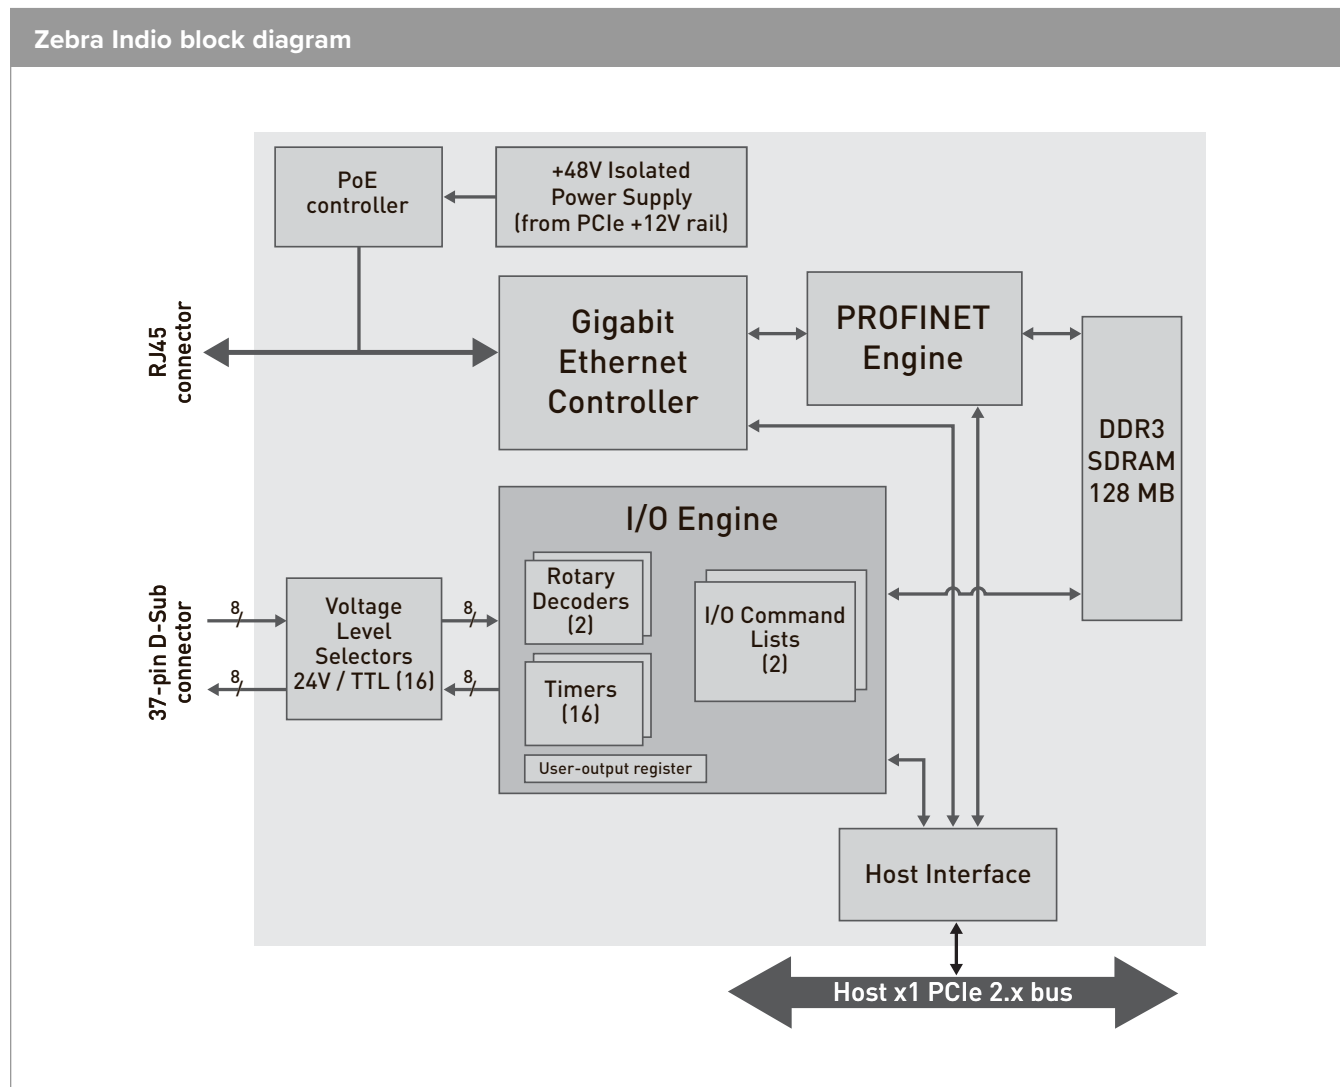 Zebra Indio block diagram
PoE
controller
+48V Isolated
Power Supply
(from PCIe +12V rail)
RJ45
connector
Gigabit
Ethernet
Controller
PROFINET
Engine
DDR3
SDRAM
128 MB
I/O Engine
Rotary
Decoders
(2)
I/O Command
Lists
(2)
Timers
(16)
User-output register
37-pin D-Sub
connector
8/
8/
Voltage
Level
Selectors
24V / TTL (16)
8/
8/
Host Interface
Host x1 PCIe 2.x bus